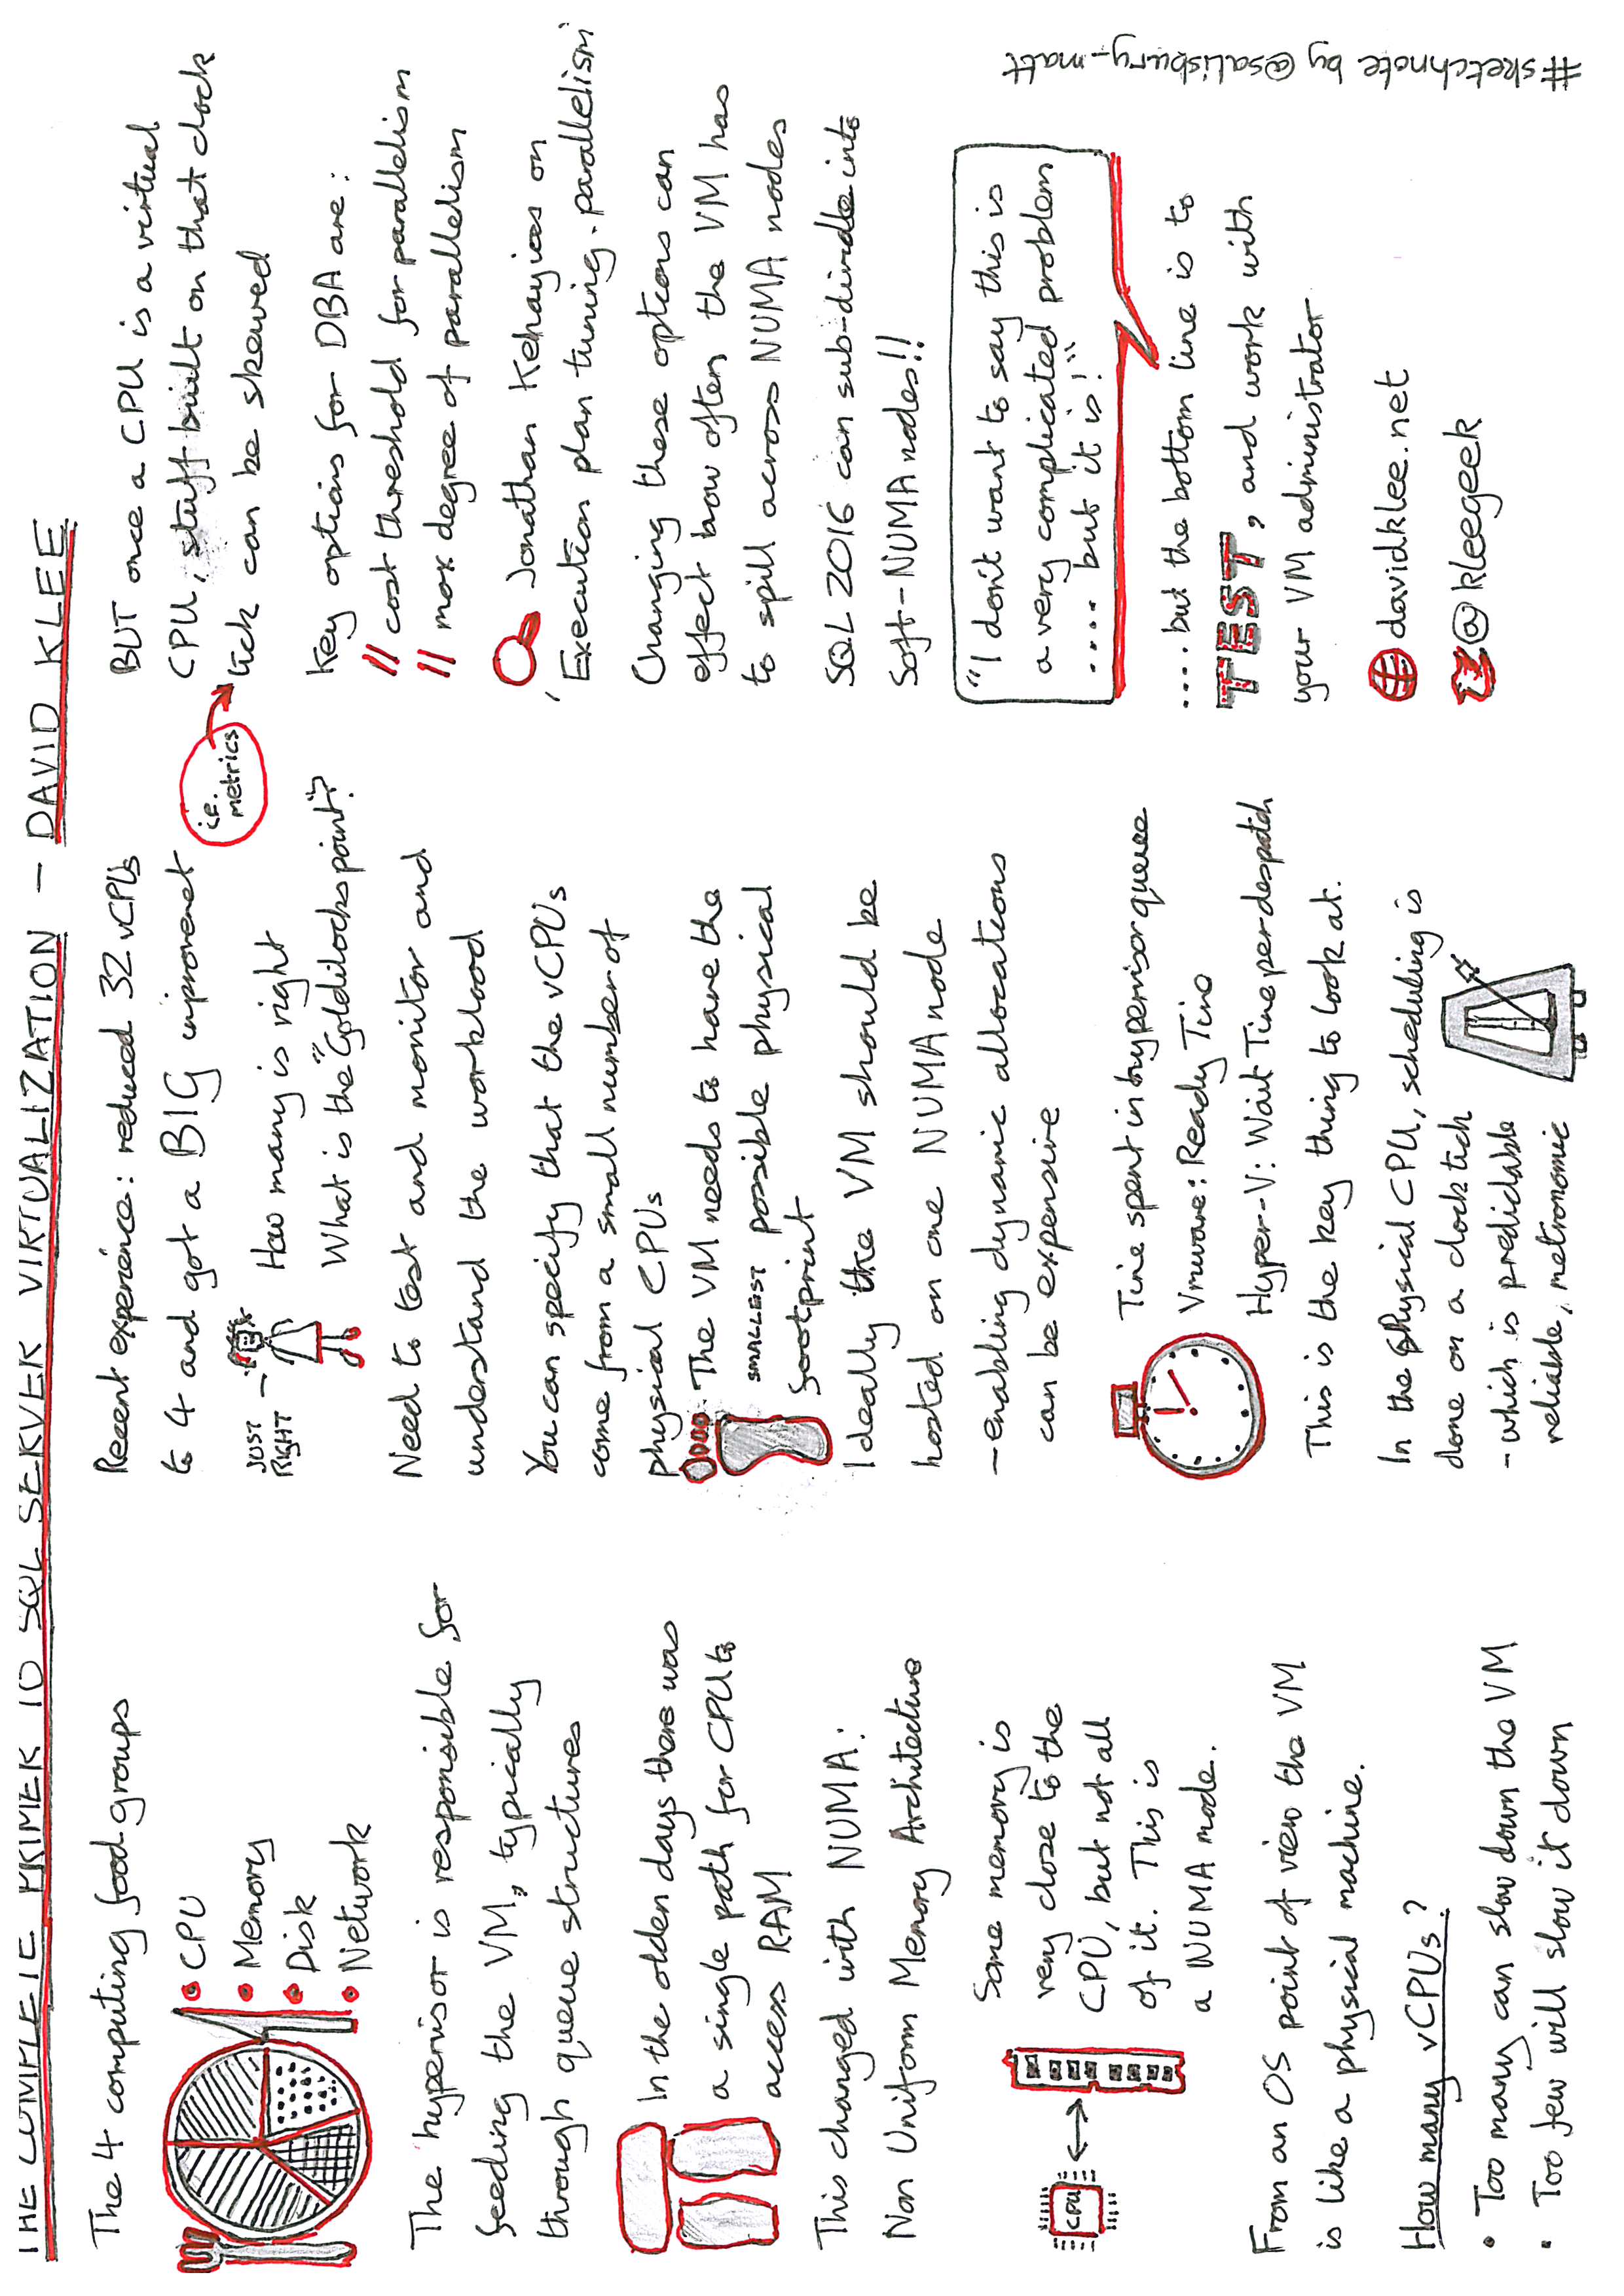 THE COMPLETE PRIMER TO SQL SERVER VIRTUALIZATION - DAVID KLEE
The 4 computing food groups
• CPU
• Memory
• Disk
• Network
The hypervisor is responsible for
feeding the VM, typically
through queue structures
In the olden days there was
a single path for CPU to
access RAM
This changed with NUMA:
Non Uniform Memory Architecture
CPU
Some memory is
very close to the
CPU, but not all
of it. This is
a NUMA node.
From an OS point of view the VM
is like a physical machine.
How many vCPUs?
• Too many can slow down the VM
• Too few will slow it down
Recent experience: reduced 32 vCPUs
to 4 and got a BIG improvemet
JUST
RIGHT -
How many is right
What is the "Goldilocks point"?
Need to test and monitor and
understand the workload
You can specify that the vCPUs
come from a small number of
physical CPUs
The VM needs to have the
SMALLEST possible physical
footprint
Ideally the VM should be
hosted on one NUMA node
- enabling dynamic allocations
can be expensive
Time spent in hypervisor queue
Vmware: Ready Time
Hyper-V: Wait Time per despatch
This is the key thing to look at.
In the physical CPU, scheduling is
done on a clock tick
- which is predictable
reliable, metronomic
BUT once a CPU is a virtual
CPU, stuff built on that clock
tick can be skewed
i.e.
metrics
Key options for DBA are:
// cost threshold for parallelism
// max degree of parallelism
Jonathan Kehayias on
Execution plan tuning. parallelism
Changing these options can
effect how often the VM has
to spill across NUMA nodes
SQL 2016 can sub-divide into
Soft-NUMA nodes!!
"I don't want to say this is
a very complicated problem
.... but it is!"
....but the bottom line is to
TEST, and work with
your VM administrator
davidklee.net
@kleegeek
#sketchnote by @salisbury_matt